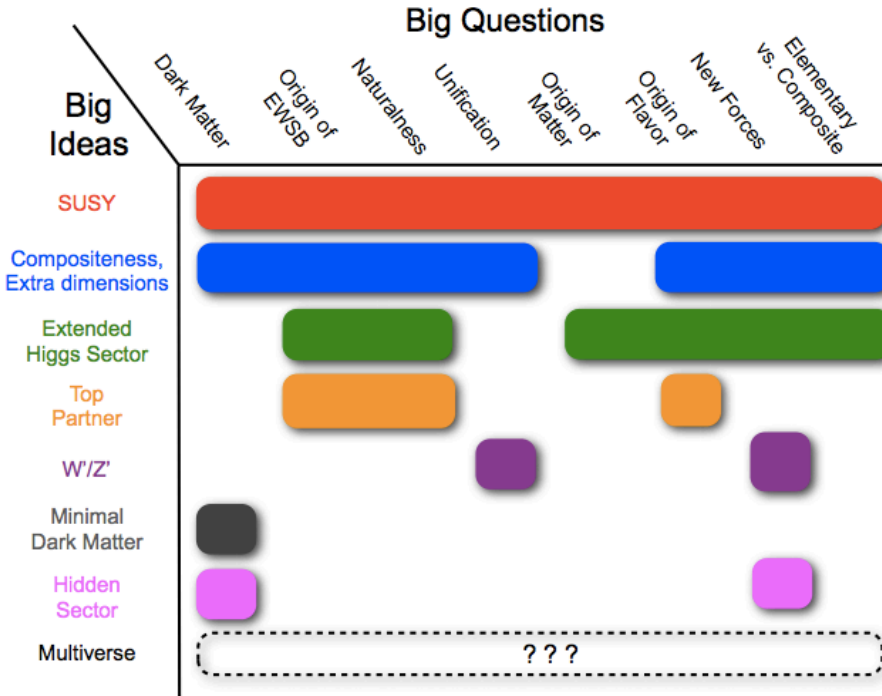 Big Questions
Big
Ideas
Dark Matter
Origin of
EWSB
Naturalness
Unification
Origin of
Matter
Origin of
Flavor
New Forces
Elementary
vs. Composite
SUSY
Compositeness,
Extra dimensions
Extended
Higgs Sector
Top
Partner
W'/Z'
Minimal
Dark Matter
Hidden
Sector
Multiverse
? ? ?